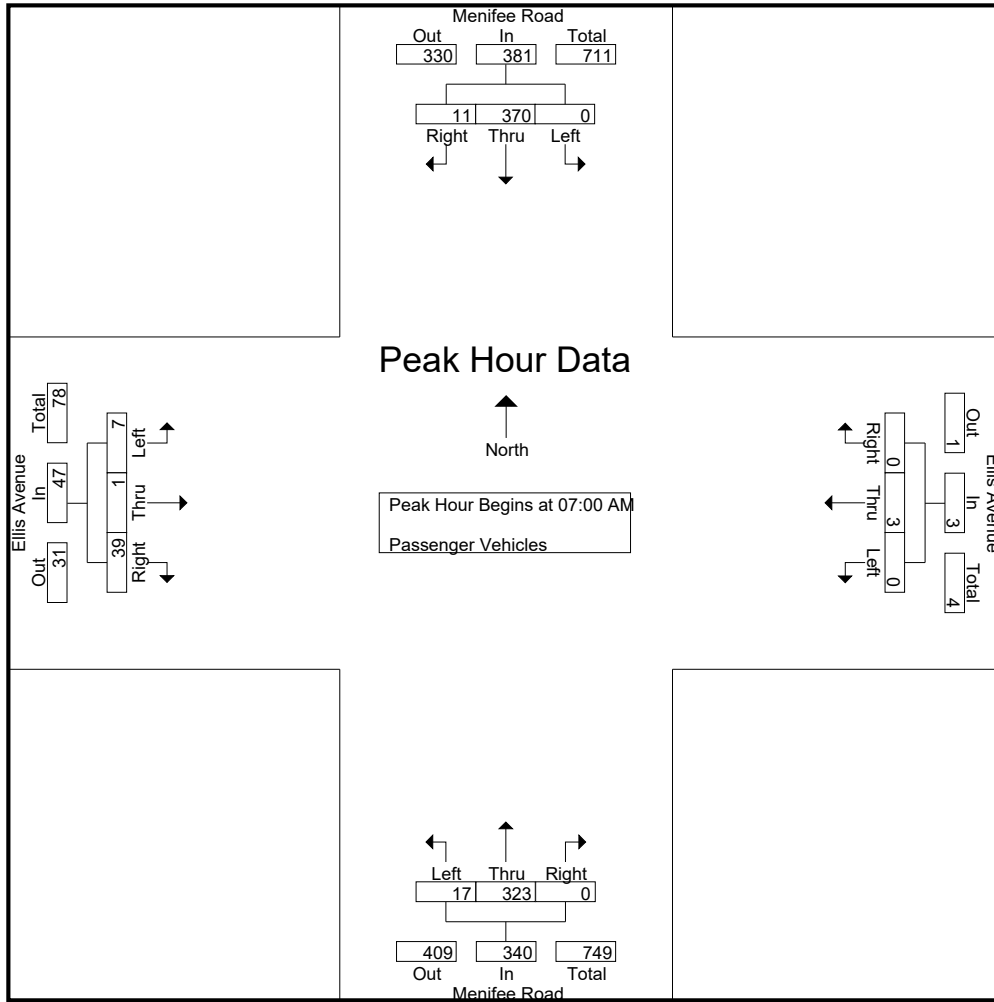 Menifee Road
Out In Total
330 381 711
11 370 0
Right Thru Left
Peak Hour Data
North
Peak Hour Begins at 07:00 AM
Passenger Vehicles
Ellis Avenue
Total In Out
78 47 31
7 1 39
Left Thru Right
Ellis Avenue
Out In Total
1 3 4
0 3 0
Right Thru Left
Left Thru Right
17 323 0
409 340 749
Out In Total
Menifee Road